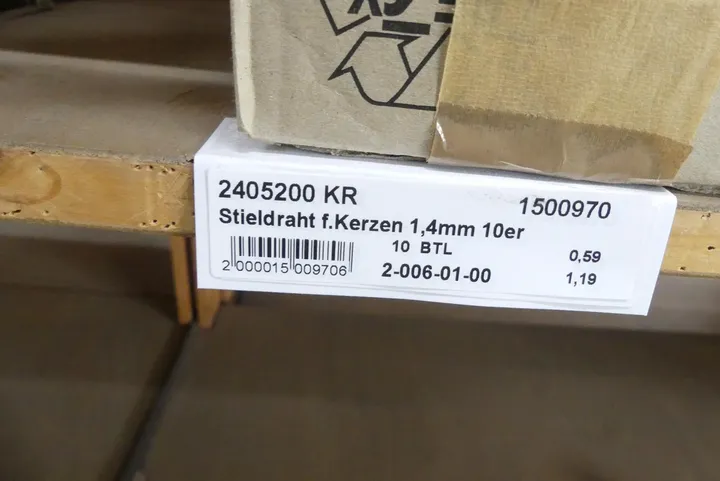 2405200 KR 1500970
Stieldraht f.Kerzen 1,4mm 10er
10 BTL 0,59
2 000015 009706 2-006-01-00 1,19